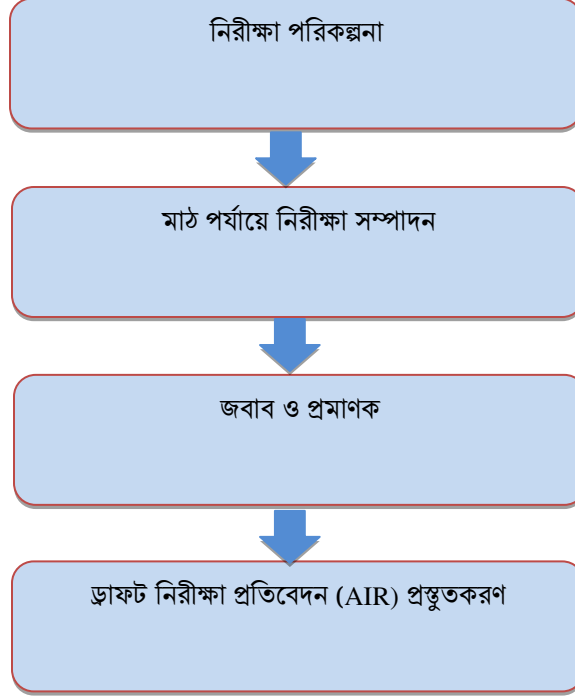 নিরীক্ষা পরিকল্পনা
মাঠ পর্যায়ে নিরীক্ষা সম্পাদন
জবাব ও প্রমাণক
ড্রাফট নিরীক্ষা প্রতিবেদন (AIR) প্রস্তুতকরণ